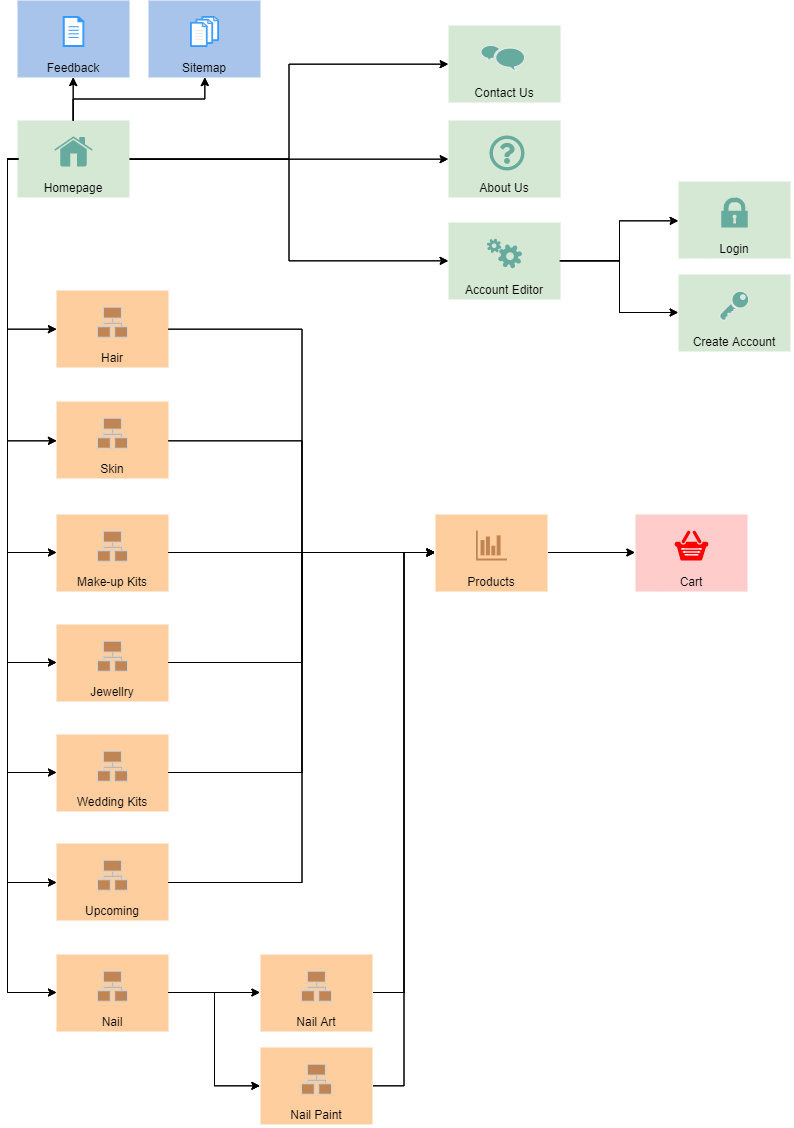 Feedback
Sitemap
Contact Us
Homepage
About Us
Login
Account Editor
Create Account
Hair
Skin
Make-up Kits
Products
Cart
Jewellry
Wedding Kits
Upcoming
Nail
Nail Art
Nail Paint